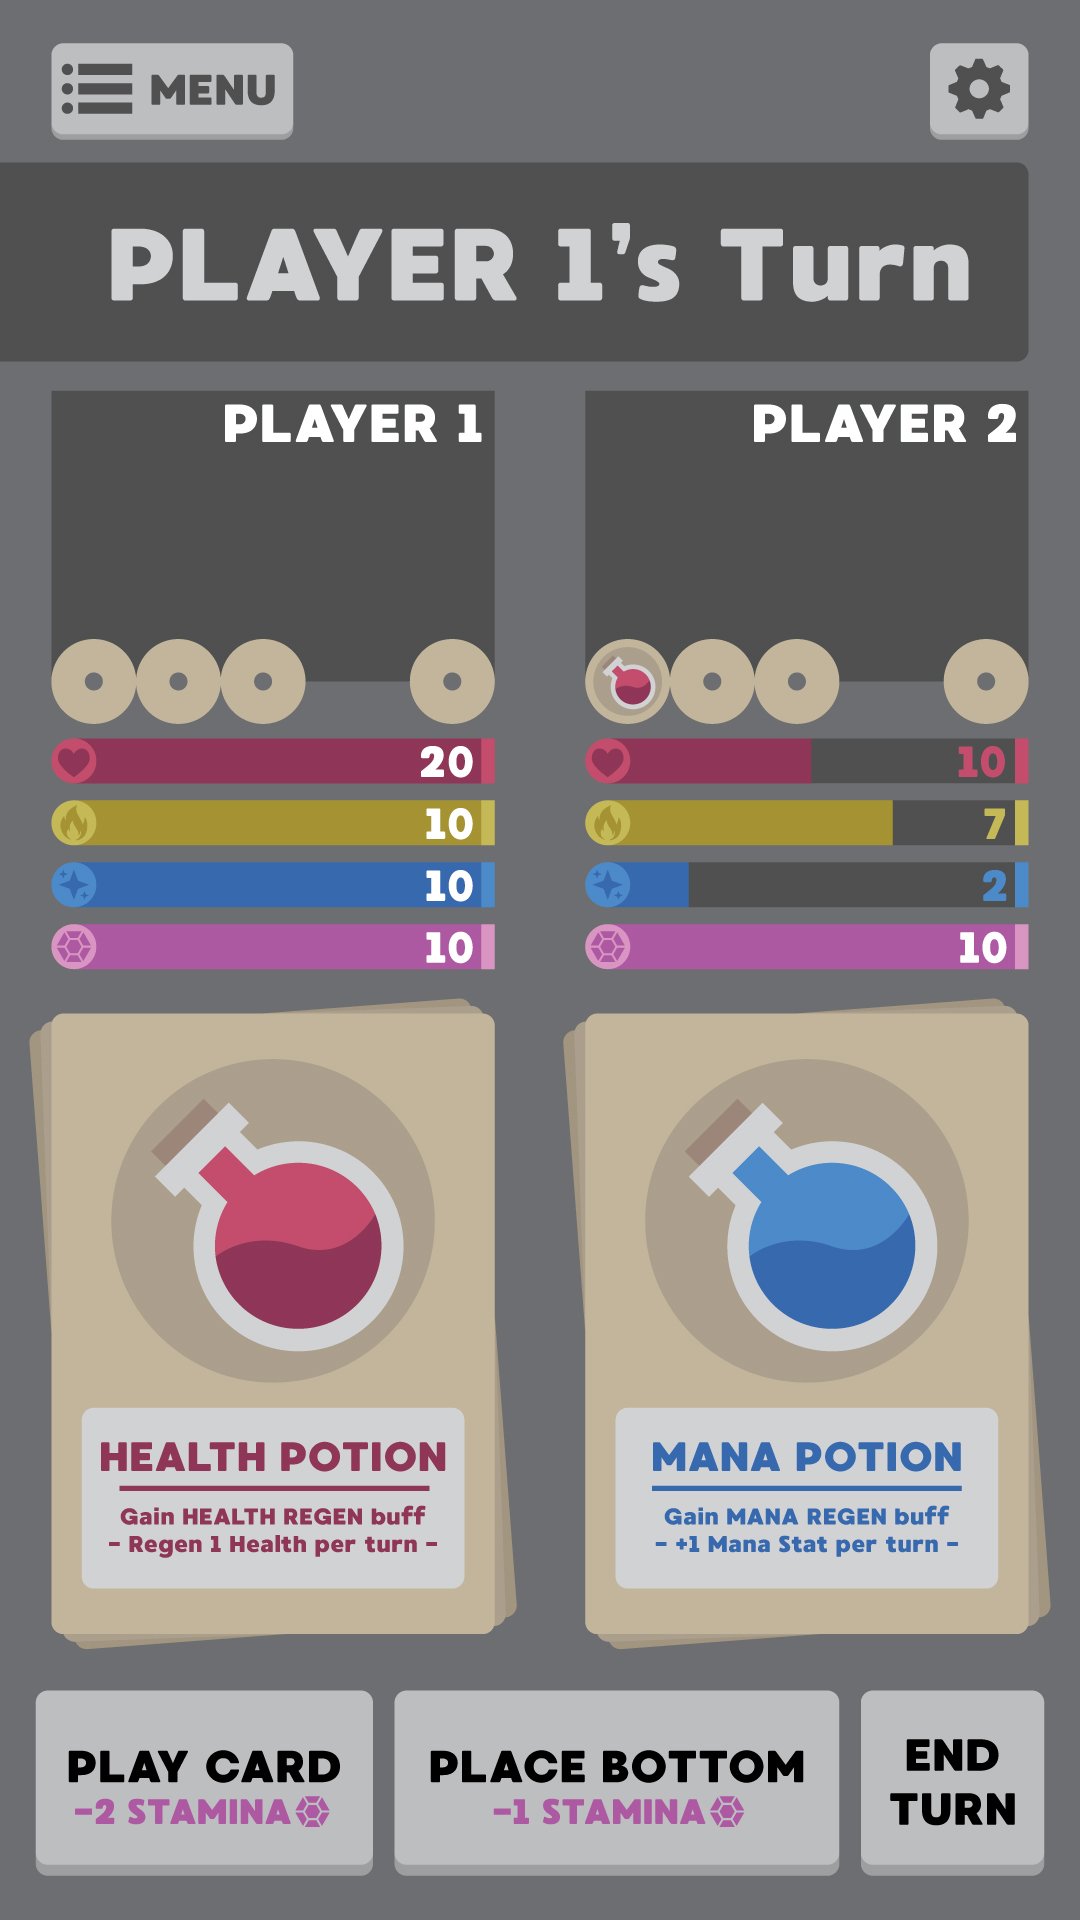 MENU
PLAYER 1's Turn
PLAYER 1
PLAYER 2
20
10
10
10
10
7
2
10
HEALTH POTION
Gain HEALTH REGEN buff
- Regen 1 Health per turn -
MANA POTION
Gain MANA REGEN buff
- +1 Mana Stat per turn -
PLAY CARD
-2 STAMINA
PLACE BOTTOM
-1 STAMINA
END
TURN